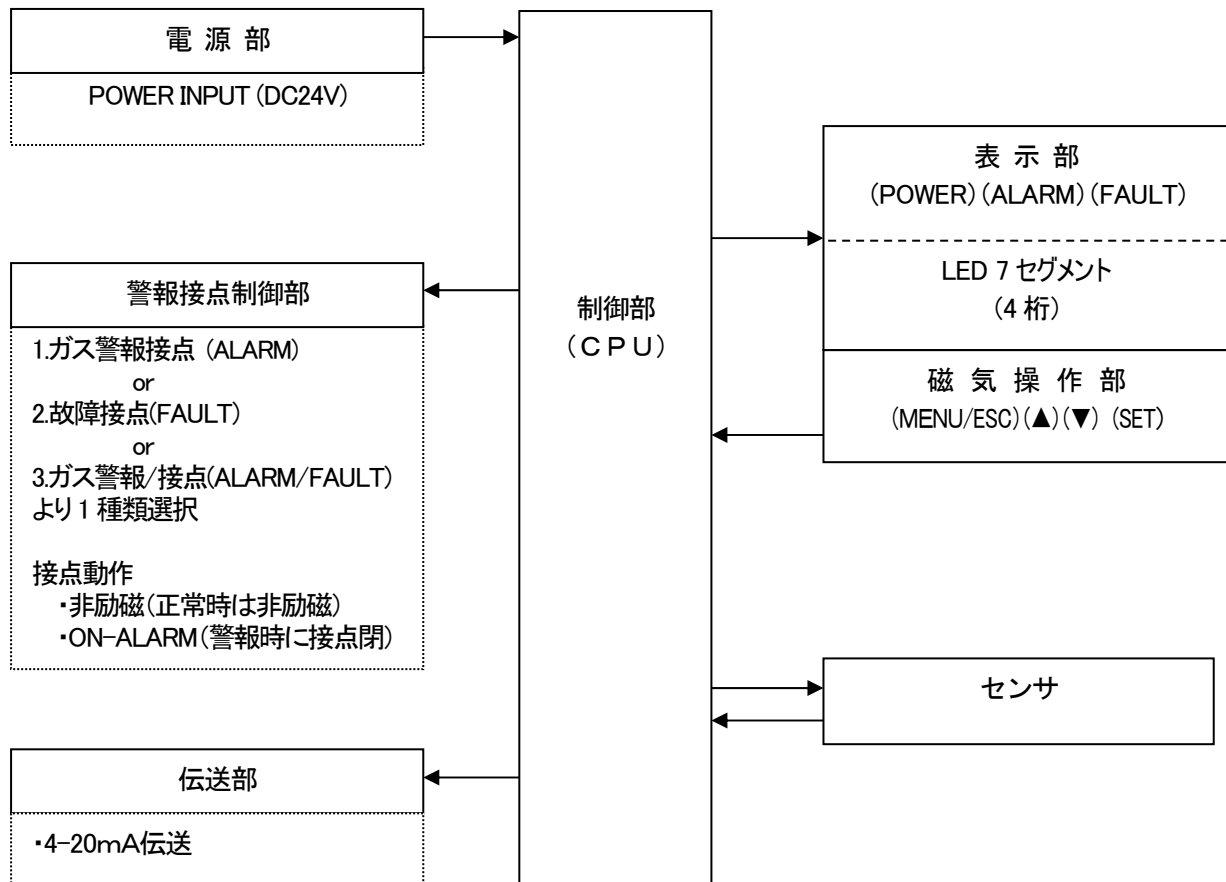 電 源 部
POWER INPUT (DC24V)
警報接点制御部
1.ガス警報接点 (ALARM)
or
2.故障接点(FAULT)
or
3.ガス警報/接点(ALARM/FAULT)
より 1 種類選択
接点動作
・非励磁(正常時は非励磁)
・ON-ALARM(警報時に接点閉)
伝送部
・4-20mA伝送
制御部
(CPU)
表 示 部
(POWER)(ALARM)(FAULT)
LED 7 セグメント
(4 桁)
磁 気 操 作 部
(MENU/ESC)(▲)(▼) (SET)
センサ